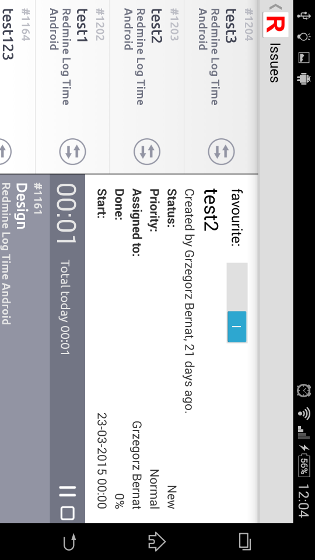 56%
12:04
R
Issues
#1204
test3
Redmine Log Time
Android
#1203
test2
Redmine Log Time
Android
#1202
test1
Redmine Log Time
Android
#1164
test123
favourite:
test2
Created by Grzegorz Bernat, 21 days ago.
Status: New
Priority: Normal
Assigned to: Grzegorz Bernat
Done: 0%
Start: 23-03-2015 00:00
00:01 Total today 00:01
#1161
Design
Redmine Log Time Android